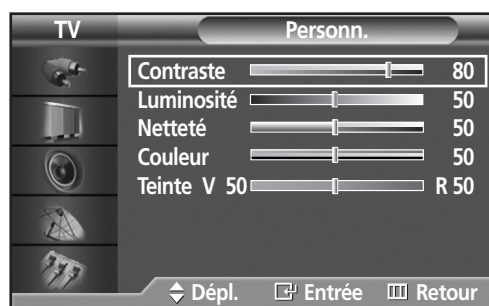 TV Personn.
Contraste 80
Luminosité 50
Netteté 50
Couleur 50
Teinte V 50 R 50
Dépl. Entrée Retour